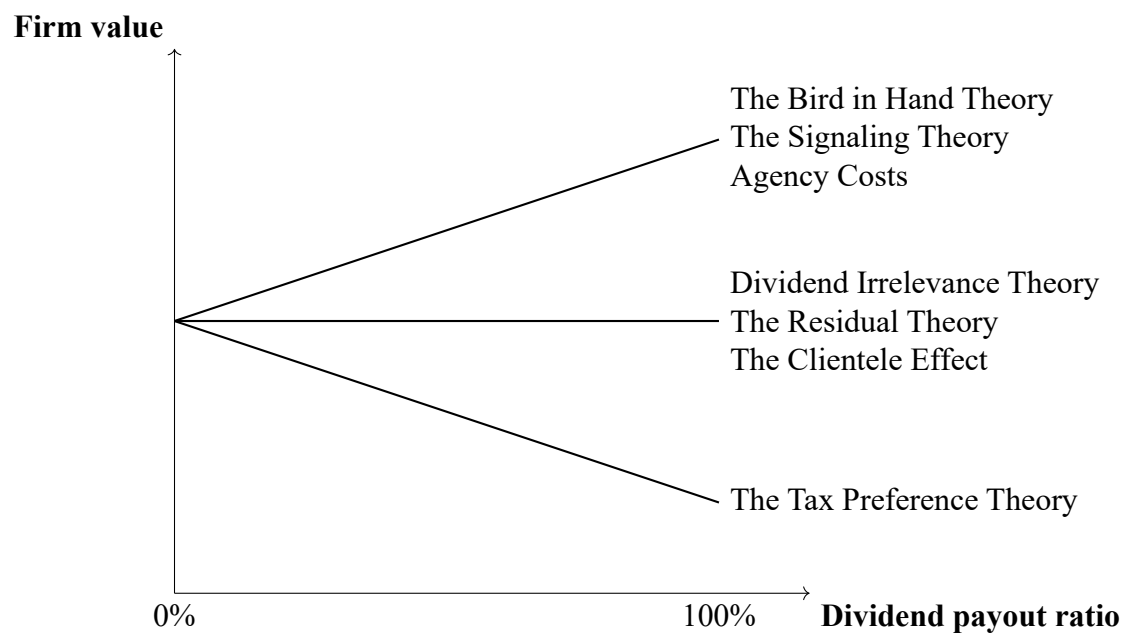 Firm value
The Bird in Hand Theory
The Signaling Theory
Agency Costs
Dividend Irrelevance Theory
The Residual Theory
The Clientele Effect
The Tax Preference Theory
0%
100%
Dividend payout ratio